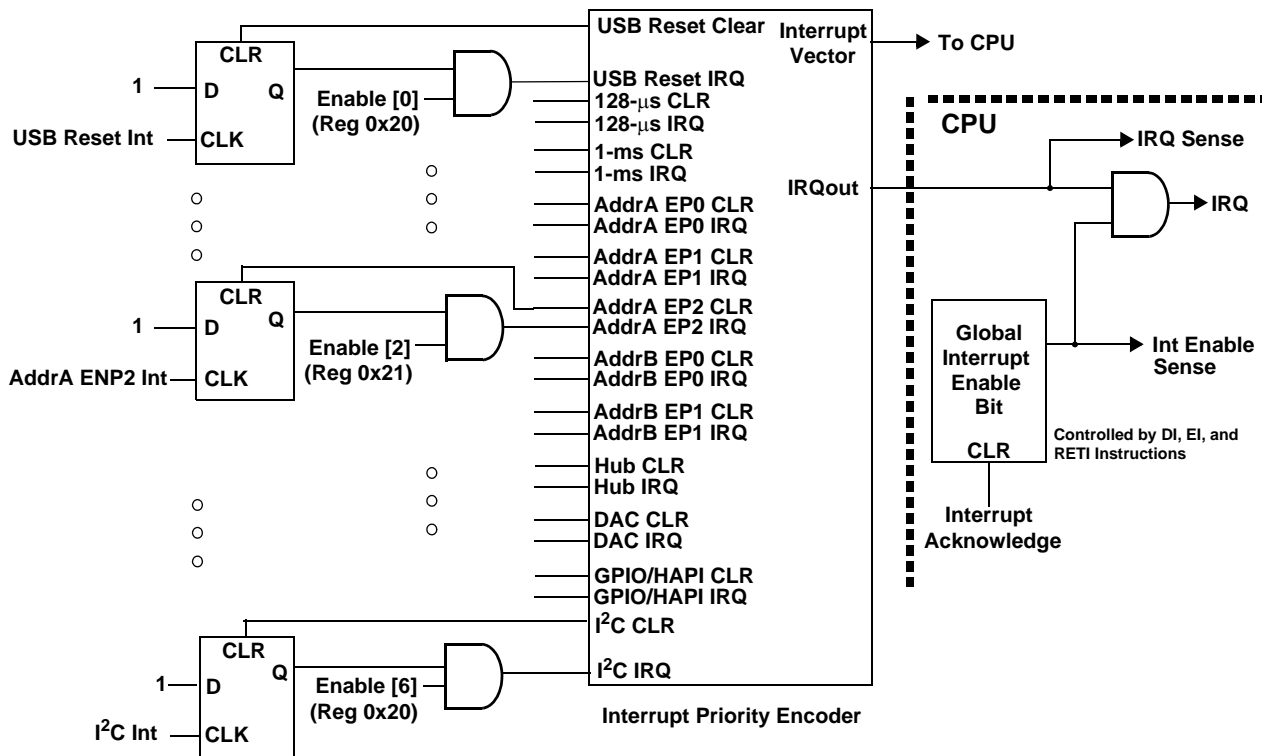 USB Reset Clear
Interrupt
Vector
To CPU
CLR
1
D
Q
Enable [0]
(Reg 0x20)
USB Reset Int
CLK
USB Reset IRQ
128-μs CLR
128-μs IRQ
1-ms CLR
1-ms IRQ
CPU
IRQ Sense
IRQout
IRQ
AddrA EP0 CLR
AddrA EP0 IRQ
AddrA EP1 CLR
AddrA EP1 IRQ
CLR
1
D
Q
Enable [2]
(Reg 0x21)
AddrA ENP2 Int
CLK
AddrA EP2 CLR
AddrA EP2 IRQ
AddrB EP0 CLR
AddrB EP0 IRQ
AddrB EP1 CLR
AddrB EP1 IRQ
Global
Interrupt
Enable
Bit
CLR
Int Enable
Sense
Controlled by DI, EI, and
RETI Instructions
Interrupt
Acknowledge
Hub CLR
Hub IRQ
DAC CLR
DAC IRQ
GPIO/HAPI CLR
GPIO/HAPI IRQ
I²C CLR
CLR
1
D
Q
Enable [6]
(Reg 0x20)
I²C Int
CLK
I²C IRQ
Interrupt Priority Encoder